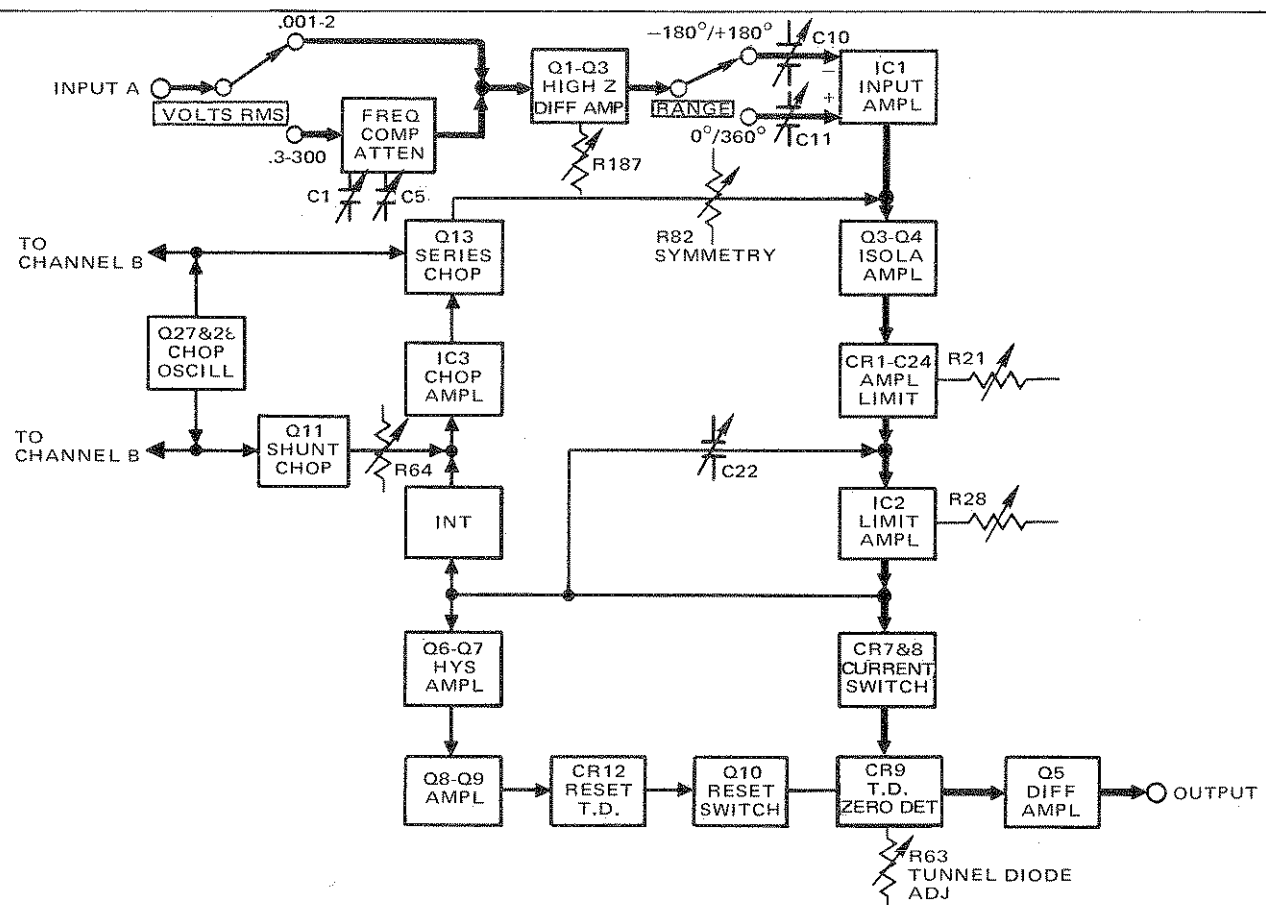 .001-2
−180°/+180°
C10
INPUT A
VOLTS RMS
Q1-Q3
HIGH Z
DIFF AMP
RANGE
−
+
IC1
INPUT
AMPL
FREQ
COMP
ATTEN
.3-300
0°/360°
C11
R187
C1
C5
R82
SYMMETRY
TO
CHANNEL B
Q13
SERIES
CHOP
Q3-Q4
ISOLA
AMPL
Q27&28
CHOP
OSCILL
IC3
CHOP
AMPL
CR1-C24
AMPL
LIMIT
R21
TO
CHANNEL B
Q11
SHUNT
CHOP
R64
C22
INT
IC2
LIMIT
AMPL
R28
Q6-Q7
HYS
AMPL
CR7&8
CURRENT
SWITCH
Q8-Q9
AMPL
CR12
RESET
T.D.
Q10
RESET
SWITCH
CR9
T.D.
ZERO DET
Q5
DIFF
AMPL
OUTPUT
R63
TUNNEL DIODE
ADJ